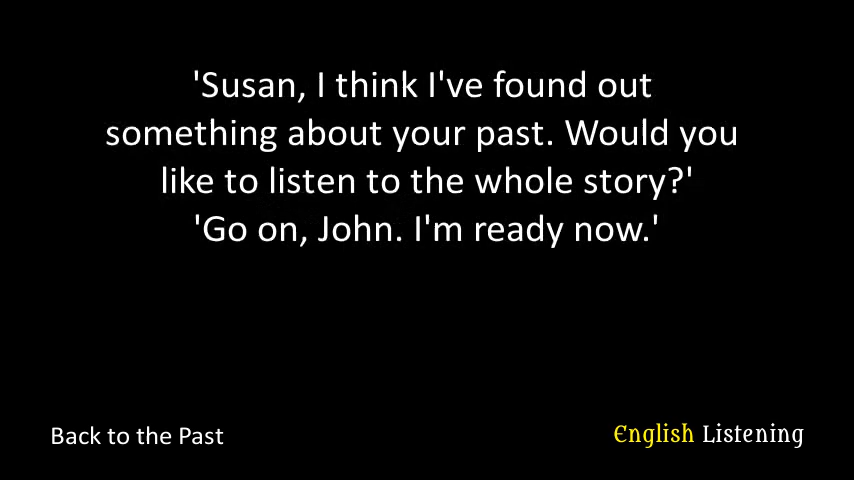 'Susan, I think I've found out
something about your past. Would you
like to listen to the whole story?'
'Go on, John. I'm ready now.'
Back to the Past
English Listening